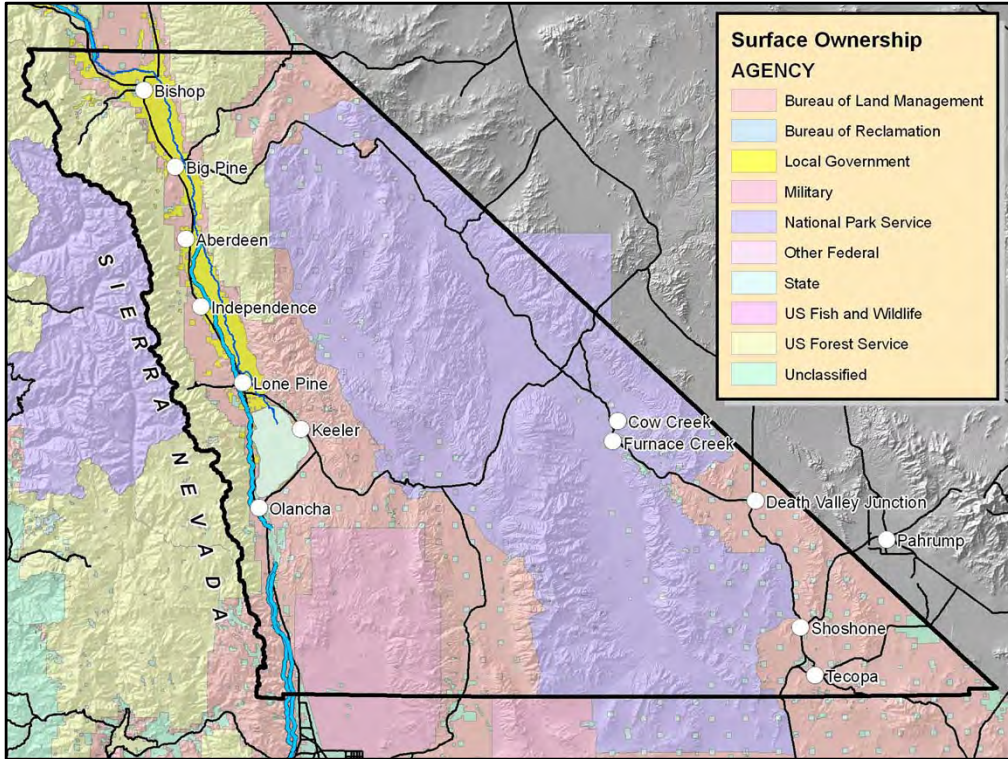 Surface Ownership
AGENCY
Bureau of Land Management
Bureau of Reclamation
Local Government
Military
National Park Service
Other Federal
State
US Fish and Wildlife
US Forest Service
Unclassified
Bishop
Big Pine
Aberdeen
Independence
Lone Pine
Keeler
Olancha
SIERRA NEVADA
Cow Creek
Furnace Creek
Death Valley Junction
Pahrump
Shoshone
Tecopa